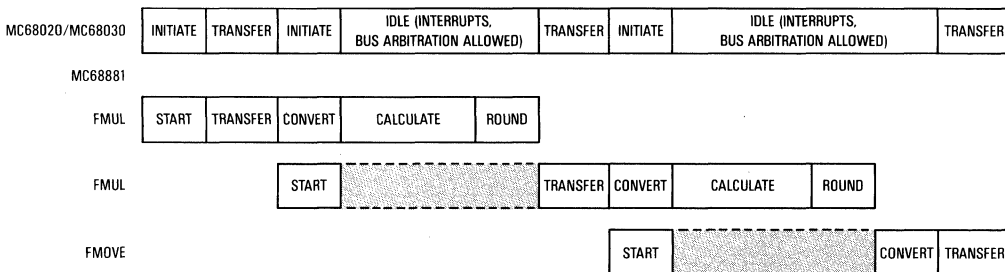 MC68020/MC68030 INITIATE TRANSFER INITIATE IDLE (INTERRUPTS, BUS ARBITRATION ALLOWED) TRANSFER INITIATE IDLE (INTERRUPTS, BUS ARBITRATION ALLOWED) TRANSFER
MC68881
FMUL START TRANSFER CONVERT CALCULATE ROUND
FMUL START TRANSFER CONVERT CALCULATE ROUND
FMOVE START CONVERT TRANSFER